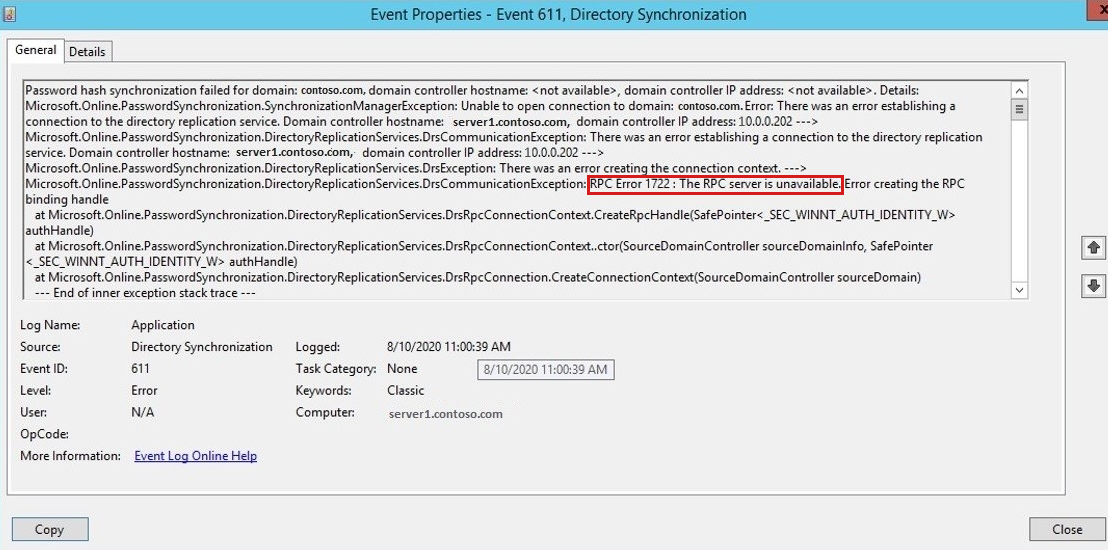 Event Properties - Event 611, Directory Synchronization
x
General Details
Password hash synchronization failed for domain: contoso.com, domain controller hostname: <not available>, domain controller IP address: <not available>. Details:
Microsoft.Online.PasswordSynchronization.SynchronizationManagerException: Unable to open connection to domain: contoso.com. Error: There was an error establishing a
connection to the directory replication service. Domain controller hostname: server1.contoso.com, domain controller IP address: 10.0.0.202 --->
Microsoft.Online.PasswordSynchronization.DirectoryReplicationServices.DrsCommunicationException: There was an error establishing a connection to the directory replication
service. Domain controller hostname: server1.contoso.com, domain controller IP address: 10.0.0.202 --->
Microsoft.Online.PasswordSynchronization.DirectoryReplicationServices.DrsException: There was an error creating the connection context. --->
Microsoft.Online.PasswordSynchronization.DirectoryReplicationServices.DrsCommunicationException: RPC Error 1722 : The RPC server is unavailable. Error creating the RPC
binding handle
at Microsoft.Online.PasswordSynchronization.DirectoryReplicationServices.DrsRpcConnectionContext.CreateRpcHandle(SafePointer<_SEC_WINNT_AUTH_IDENTITY_W>
authHandle)
at Microsoft.Online.PasswordSynchronization.DirectoryReplicationServices.DrsRpcConnectionContext..ctor(SourceDomainController sourceDomainInfo, SafePointer
<_SEC_WINNT_AUTH_IDENTITY_W> authHandle)
at Microsoft.Online.PasswordSynchronization.DirectoryReplicationServices.DrsRpcConnection.CreateConnectionContext(SourceDomainController sourceDomain)
--- End of inner exception stack trace ---
Log Name: Application
Source: Directory Synchronization Logged: 8/10/2020 11:00:39 AM
Event ID: 611 Task Category: None 8/10/2020 11:00:39 AM
Level: Error Keywords: Classic
User: N/A Computer: server1.contoso.com
OpCode:
More Information: Event Log Online Help
Copy Close